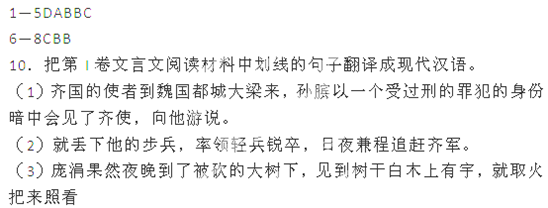 1—5DABBC
6—8CBB
10．把第Ⅰ卷文言文阅读材料中划线的句子翻译成现代汉语。
（1）齐国的使者到魏国都城大梁来，孙膑以一个受过刑的罪犯的身份
暗中会见了齐使，向他游说。
（2）就丢下他的步兵，率领轻兵锐卒，日夜兼程追赶齐军。
（3）庞涓果然夜晚到了被砍的大树下，见到树干白木上有字，就取火
把来照看